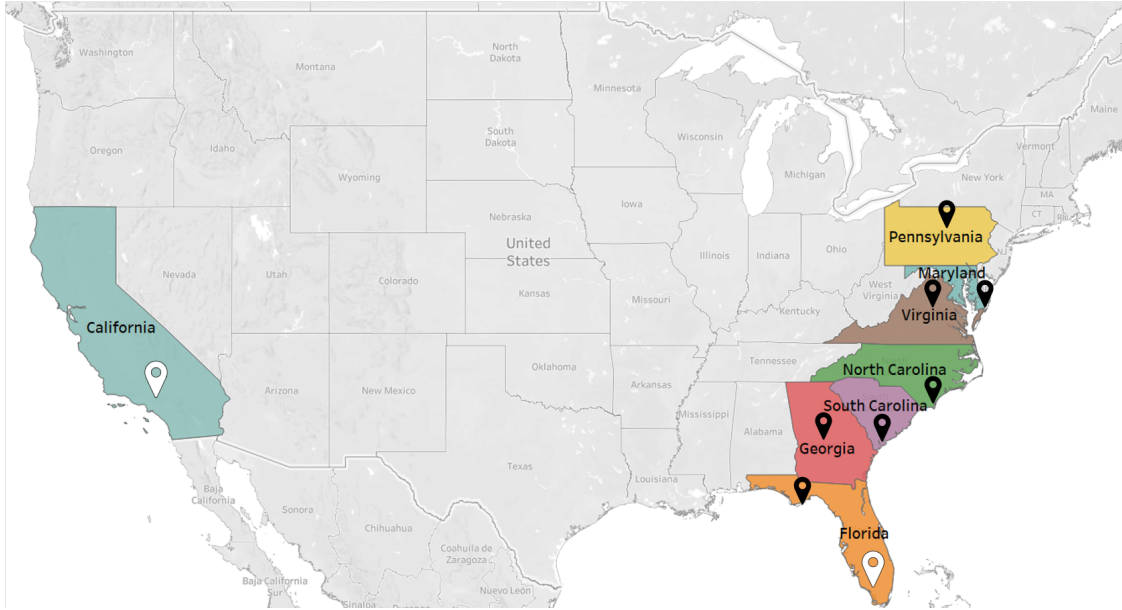 Washington
Montana
North
Dakota
Minnesota
Maine
Oregon
Idaho
South
Dakota
Wisconsin
Vermont
Wyoming
Michigan
New York
MA
Iowa
CT
Nebraska
Pennsylvania
United
States
Ohio
NJ
Nevada
Utah
Colorado
Illinois
Indiana
Maryland
Kansas
West
Virginia
Missouri
Kentucky
Virginia
California
Tennessee
North Carolina
Oklahoma
Arkansas
Arizona
New Mexico
South Carolina
Mississippi
Alabama
Georgia
Texas
Louisiana
Baja
California
Sonora
Chihuahua
Florida
Coahuila de
Zaragoza
Baja California
Sur
Nuevo León
Sinaloa
Durango